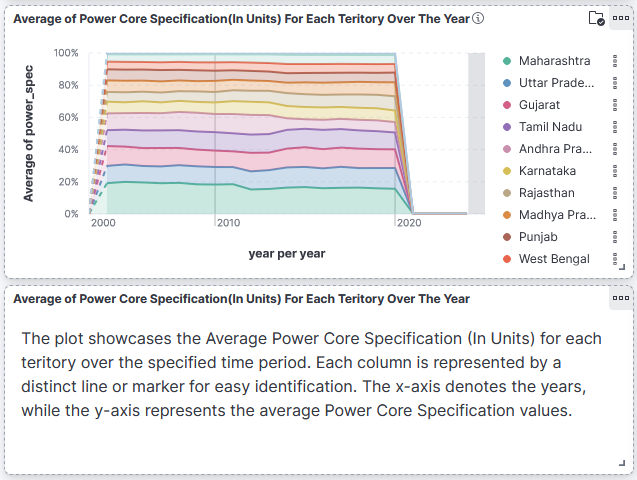 Average of Power Core Specification(In Units) For Each Teritory Over The Year
100%
80%
60%
40%
20%
0%
Average of power_spec
2000
2010
2020
year per year
Maharashtra
Uttar Prade...
Gujarat
Tamil Nadu
Andhra Pra...
Karnataka
Rajasthan
Madhya Pra...
Punjab
West Bengal
Average of Power Core Specification(In Units) For Each Teritory Over The Year
The plot showcases the Average Power Core Specification (In Units) for each
teritory over the specified time period. Each column is represented by a
distinct line or marker for easy identification. The x-axis denotes the years,
while the y-axis represents the average Power Core Specification values.